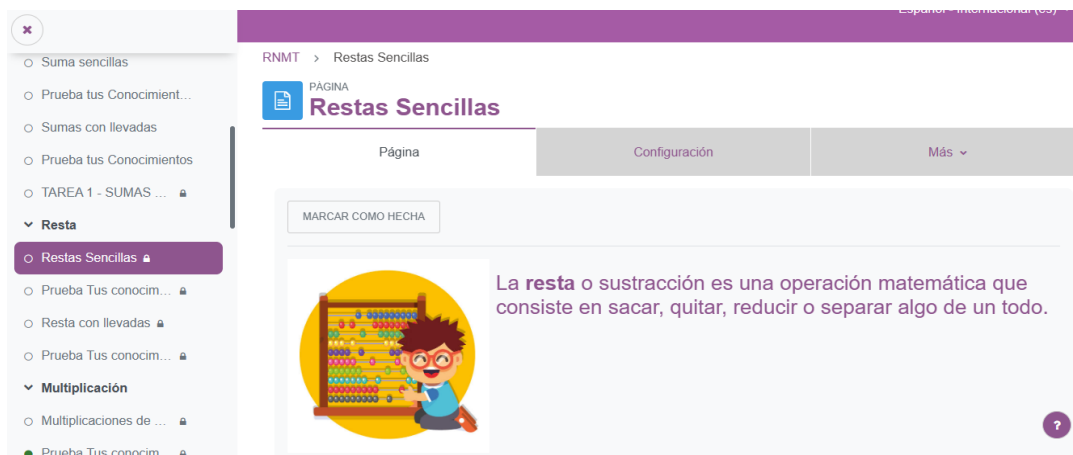 Español - Internacional (es)
Suma sencillas
Prueba tus Conocimient...
Sumas con llevadas
Prueba tus Conocimientos
TAREA 1 - SUMAS ...
Resta
Restas Sencillas
Prueba Tus conocim...
Resta con llevadas
Prueba Tus conocim...
Multiplicación
Multiplicaciones de ...
Prueba Tus conocim...
RNMT > Restas Sencillas
PÁGINA
Restas Sencillas
Página
Configuración
Más
MARCAR COMO HECHA
La resta o sustracción es una operación matemática que
consiste en sacar, quitar, reducir o separar algo de un todo.
?